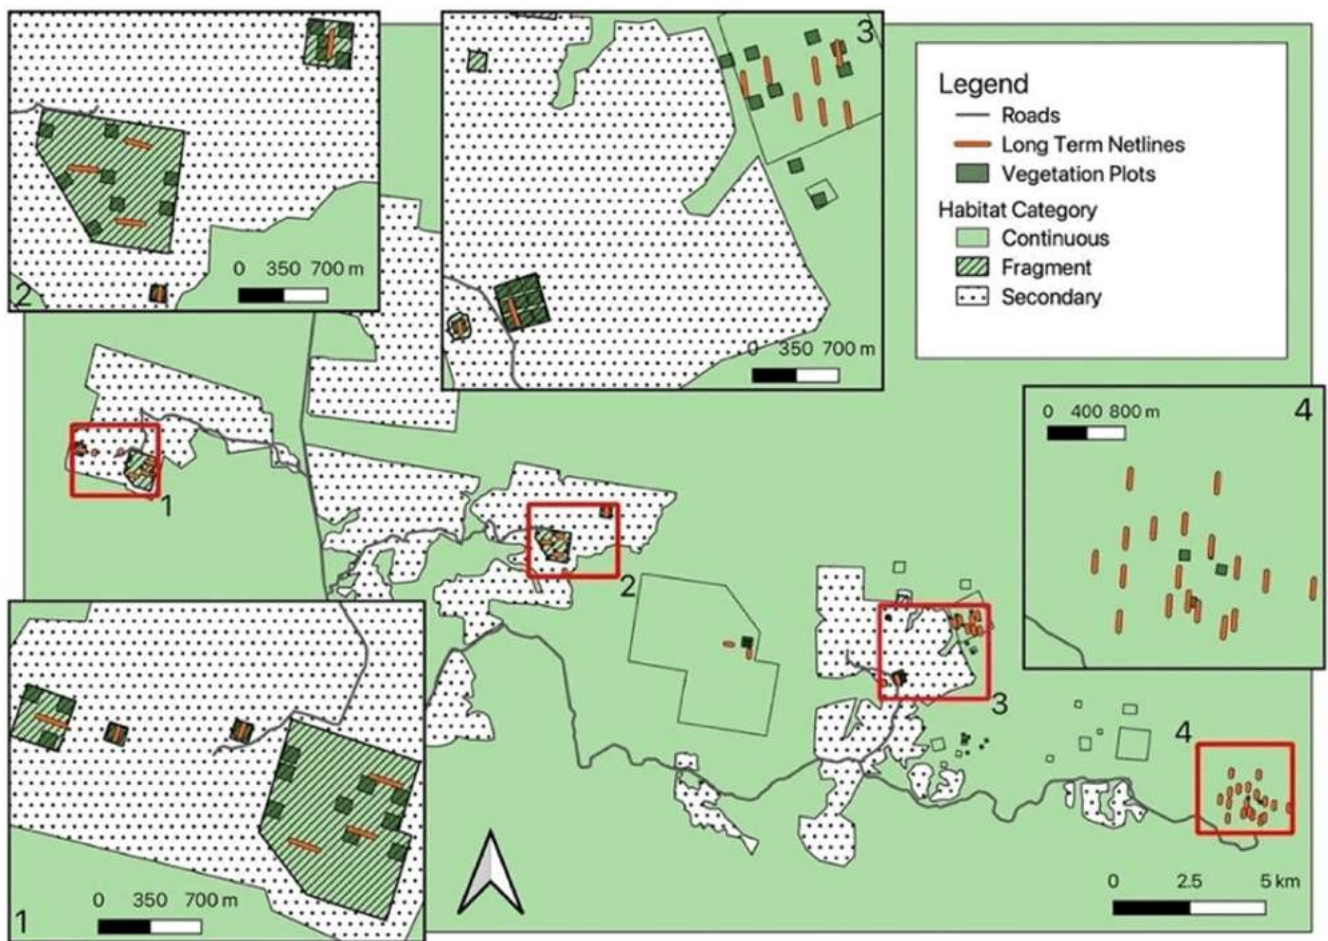 3
Legend
Roads
Long Term Netlines
Vegetation Plots
Habitat Category
Continuous
Fragment
Secondary
0 350 700 m
2
0 350 700 m
0 400 800 m
4
1
2
3
4
0 350 700 m
1
0 2.5 5 km